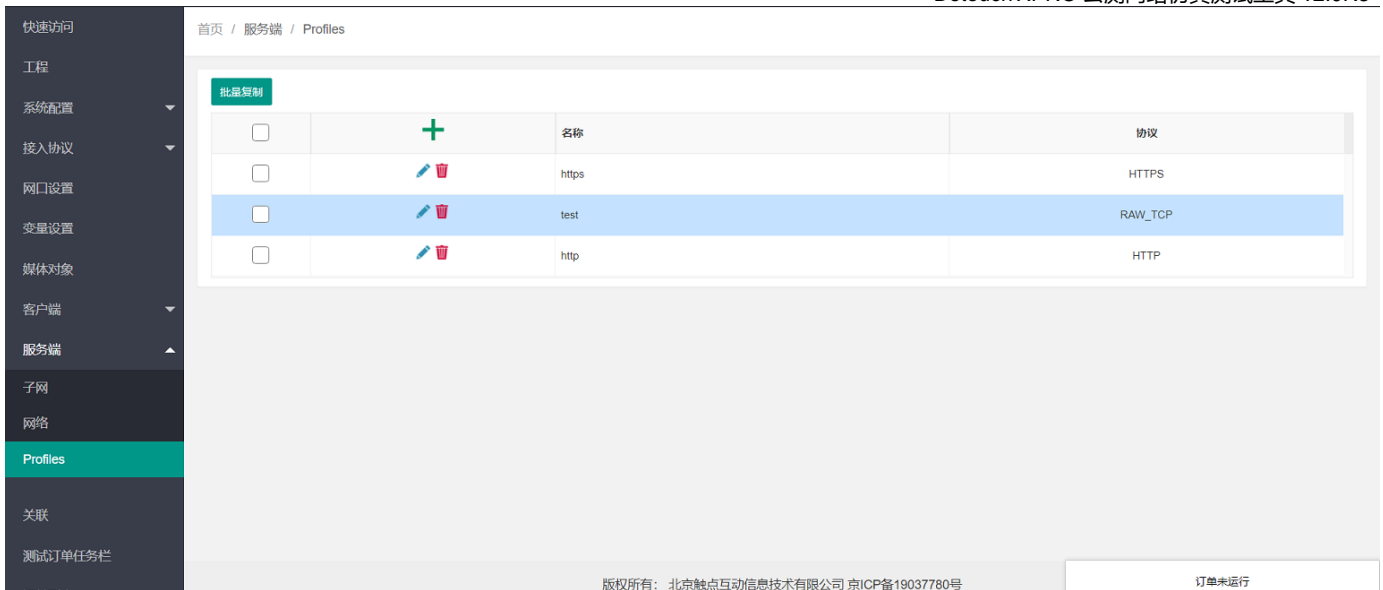 快速访问
首页 / 服务端 / Profiles
工程
批量复制
系统配置
名称 协议
接入协议
https HTTPS
网口设置
test RAW_TCP
变量设置
http HTTP
媒体对象
客户端
服务端
子网
网络
Profiles
关联
测试订单任务栏
版权所有: 北京触点互动信息技术有限公司 京ICP备19037780号
订单未运行